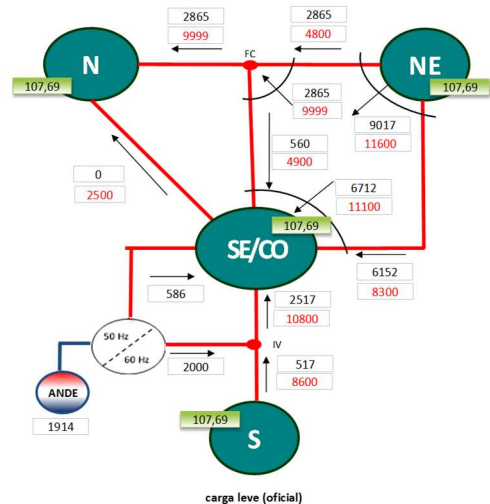 2865
9999
2865
4800
FC
N
NE
107,69
107,69
2865
9999
9017
11600
560
4900
0
2500
6712
11100
107,69
SE/CO
586
6152
8300
2517
10800
50 Hz
60 Hz
IV
2000
517
8600
ANDE
1914
107,69
S
carga leve (oficial)